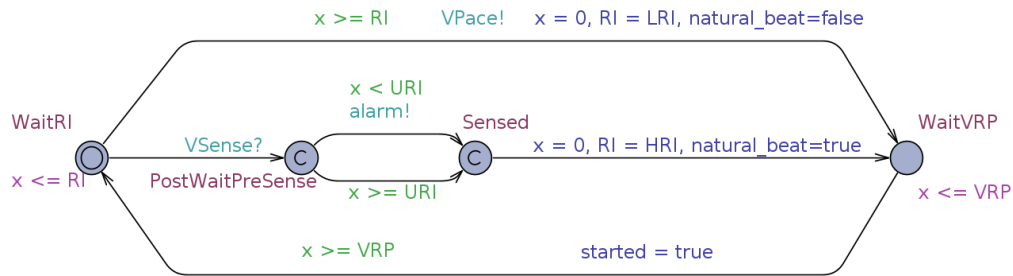 x >= RI VPace! x = 0, RI = LRI, natural_beat=false
x < URI
alarm!
WaitRI Sensed WaitVRP
VSense? x = 0, RI = HRI, natural_beat=true
C C
x <= RI PostWaitPreSense
x >= URI x <= VRP
x >= VRP started = true